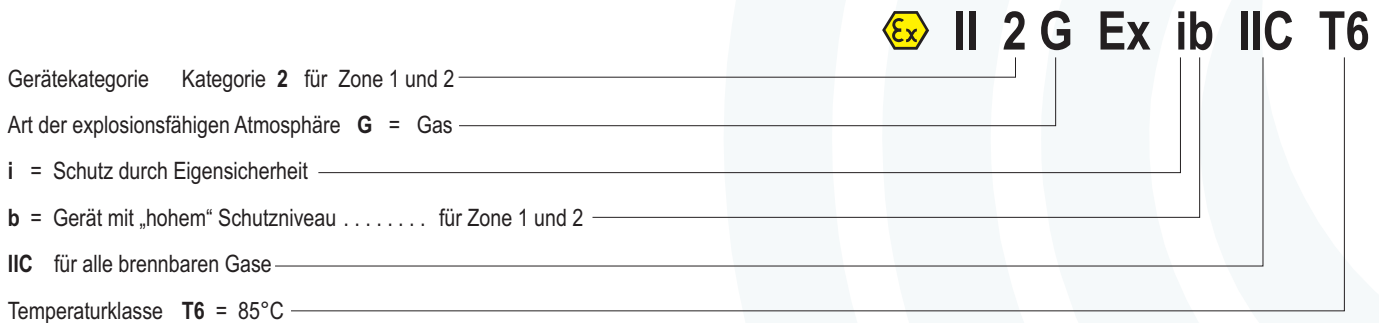 Ex II 2 G Ex ib IIC T6
Gerätekategorie Kategorie 2 für Zone 1 und 2
Art der explosionsfähigen Atmosphäre G = Gas
i = Schutz durch Eigensicherheit
b = Gerät mit „hohem“ Schutzniveau . . . . . . . . für Zone 1 und 2
IIC für alle brennbaren Gase
Temperaturklasse T6 = 85°C